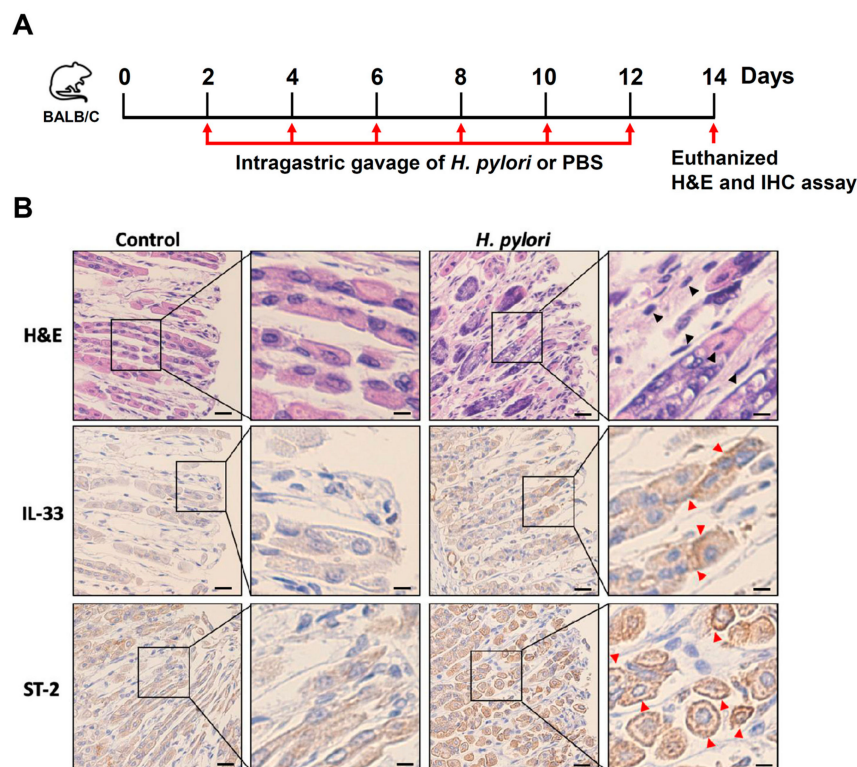 A
0 2 4 6 8 10 12 14 Days
BALB/C
Intragastric gavage of H. pylori or PBS
Euthanized
H&E and IHC assay
B
Control H. pylori
H&E
IL-33
ST-2